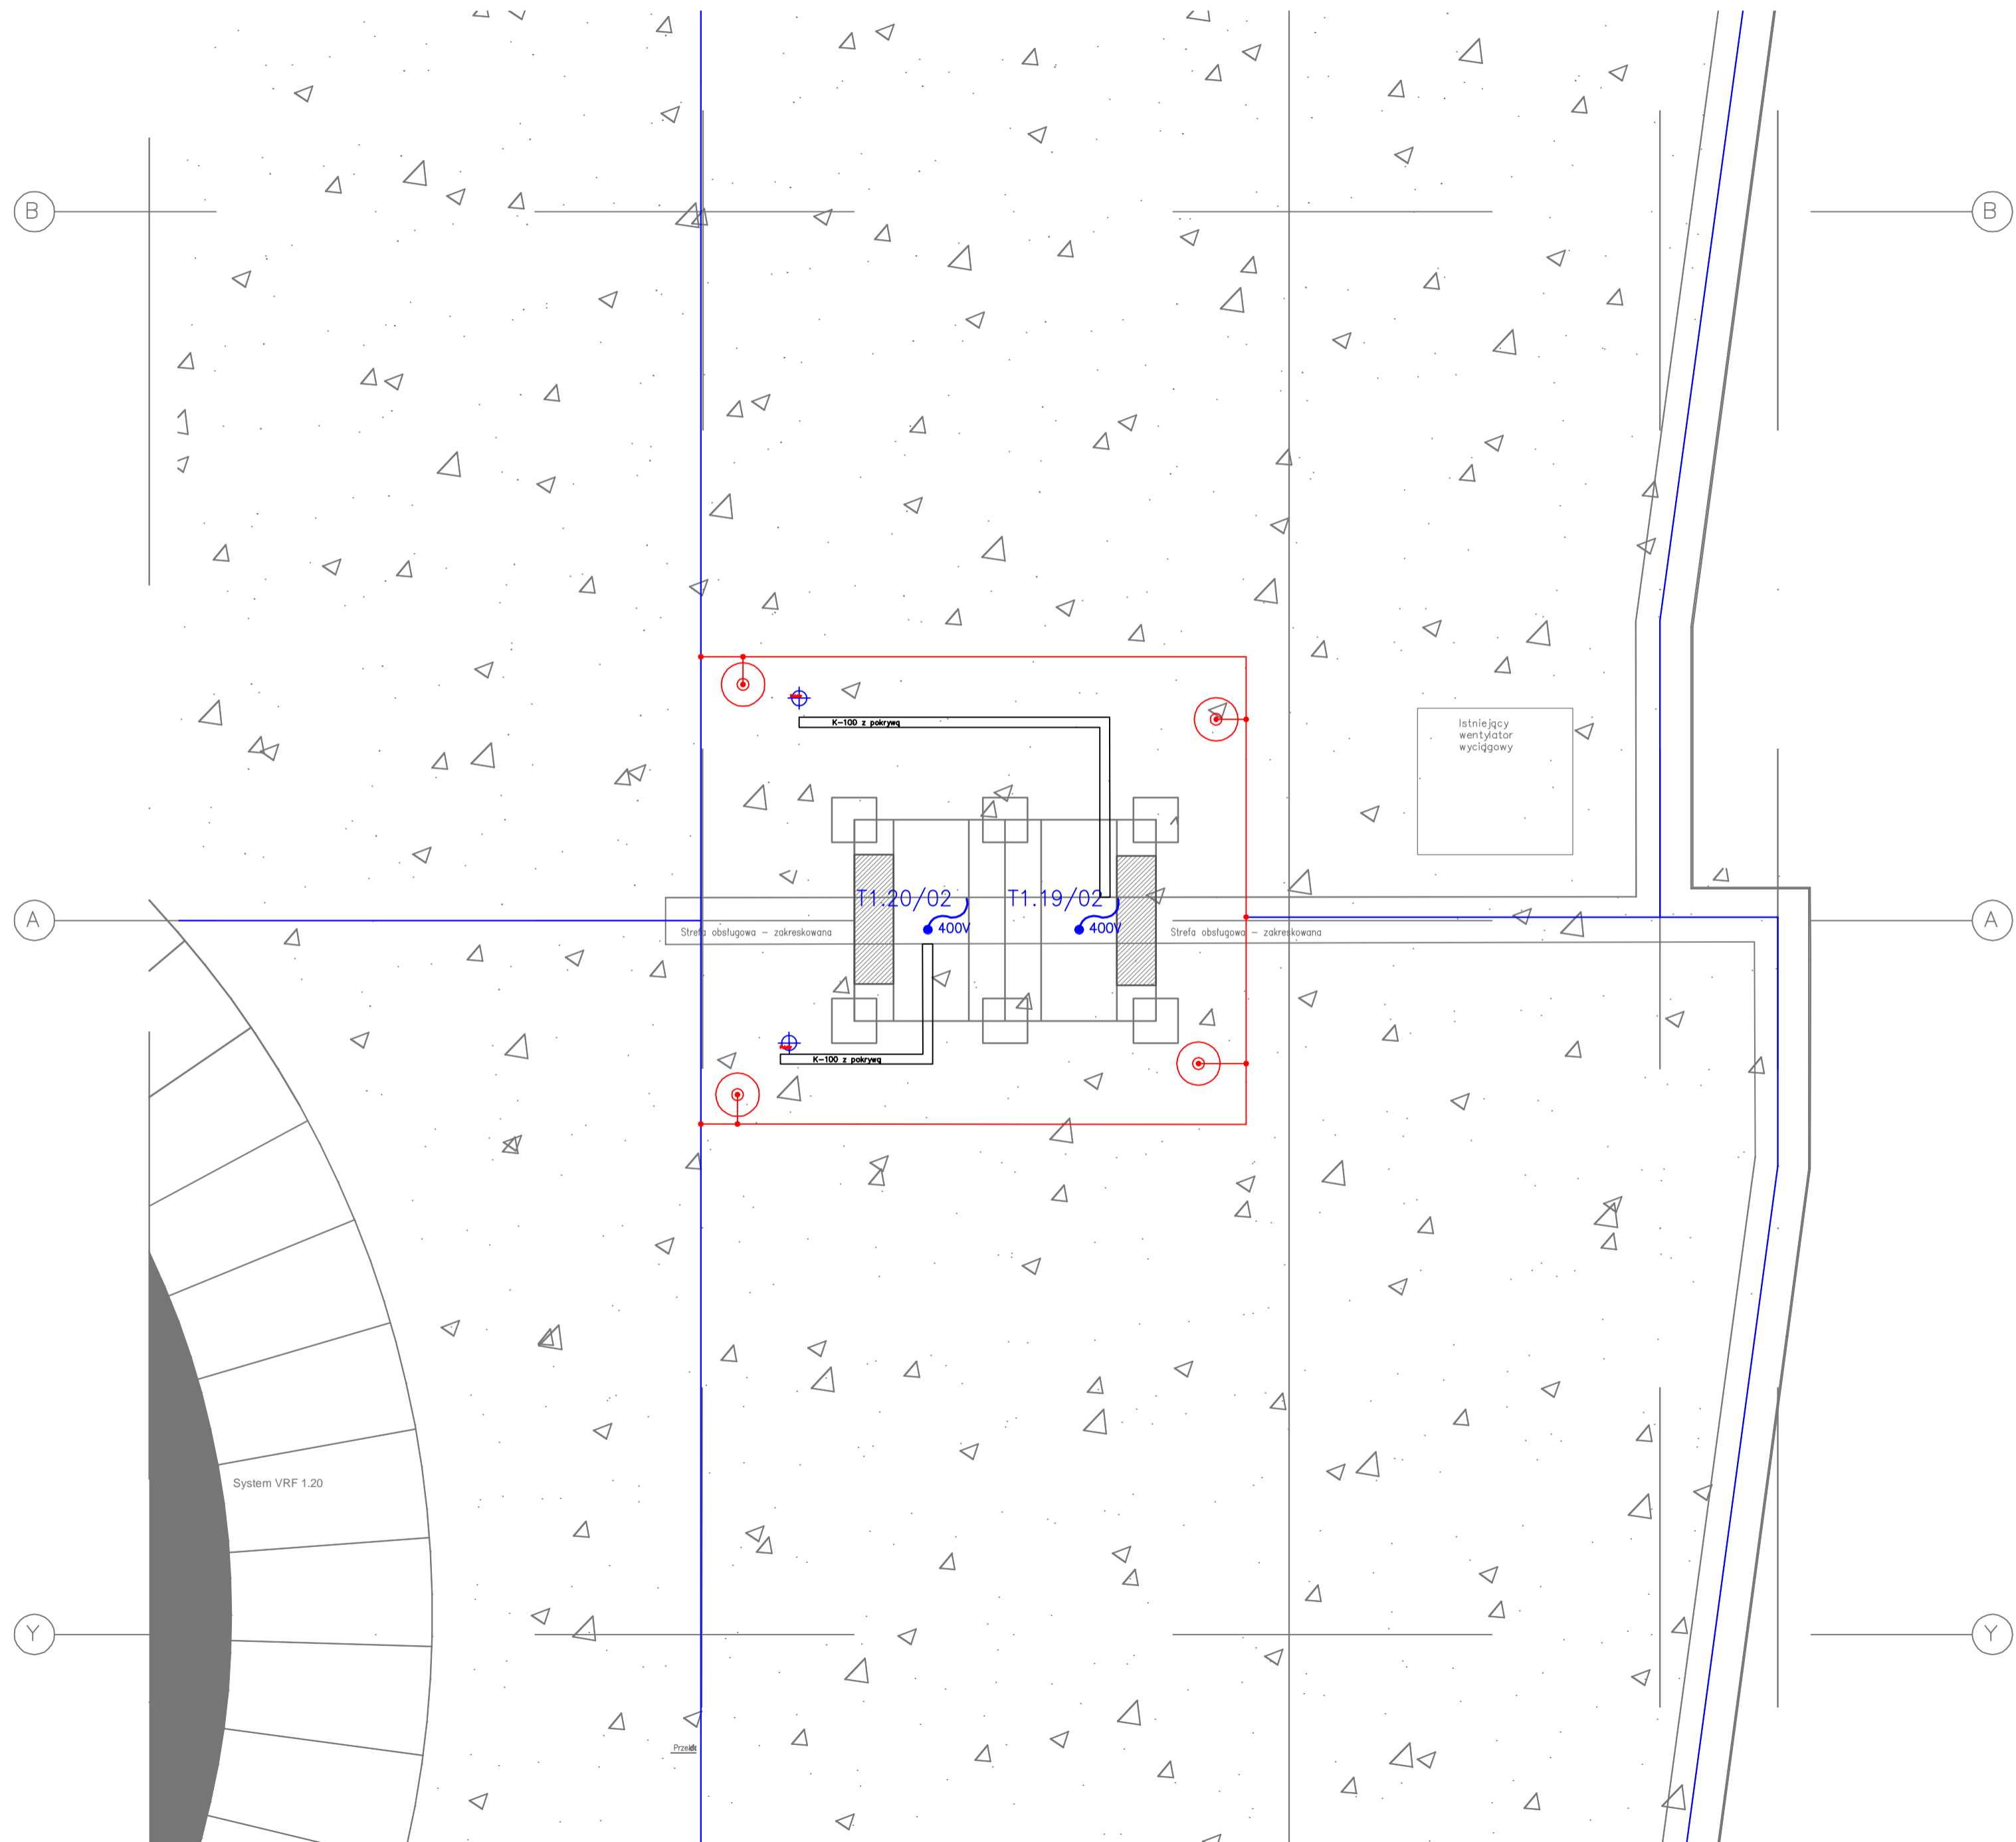 B
B
K-100 z pokrywą
Istniejący
wentylator
wyciągowy
T1.20/02
T1.19/02
A
A
400V
400V
Strefa obsługowa – zakreskowana
Strefa obsługowa – zakreskowana
K-100 z pokrywą
System VRF 1.20
Y
Y